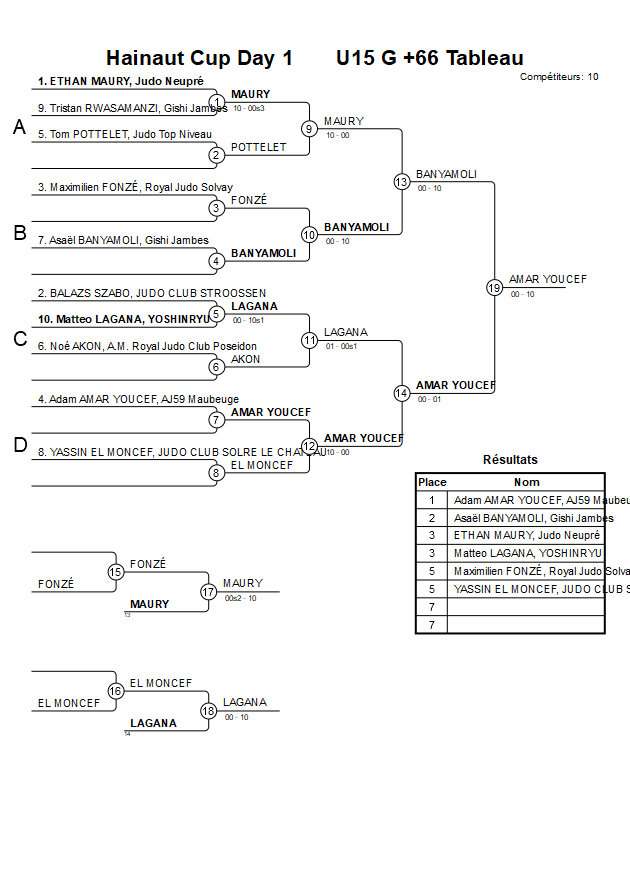 Hainaut Cup Day 1 U15 G +66 Tableau
Compétiteurs: 10
1. ETHAN MAURY, Judo Neupré
1
MAURY
10 - 00s3
9. Tristan RWASAMANZI, Gishi Jambes
A
9
MAURY
10 - 00
5. Tom POTTELET, Judo Top Niveau
2
POTTELET
13
BANYAMOLI
00 - 10
3. Maximilien FONZÉ, Royal Judo Solvay
3
FONZÉ
B
10
BANYAMOLI
00 - 10
7. Asaël BANYAMOLI, Gishi Jambes
4
BANYAMOLI
19
AMAR YOUCEF
00 - 10
2. BALAZS SZABO, JUDO CLUB STROOSSEN
5
LAGANA
00 - 10s1
10. Matteo LAGANA, YOSHINRYU
C
11
LAGANA
01 - 00s1
6. Noé AKON, A.M. Royal Judo Club Poseidon
6
AKON
14
AMAR YOUCEF
00 - 01
4. Adam AMAR YOUCEF, AJ59 Maubeuge
7
AMAR YOUCEF
D
12
AMAR YOUCEF
10 - 00
8. YASSIN EL MONCEF, JUDO CLUB SOLRE LE CHATEAU
8
EL MONCEF
Résultats
Place Nom
1 Adam AMAR YOUCEF, AJ59 Maubeu
2 Asaël BANYAMOLI, Gishi Jambes
3 ETHAN MAURY, Judo Neupré
3 Matteo LAGANA, YOSHINRYU
5 Maximilien FONZÉ, Royal Judo Solva
5 YASSIN EL MONCEF, JUDO CLUB S
7
7
15
FONZÉ
FONZÉ
17
MAURY
00s2 - 10
MAURY
13
16
EL MONCEF
EL MONCEF
18
LAGANA
00 - 10
LAGANA
14